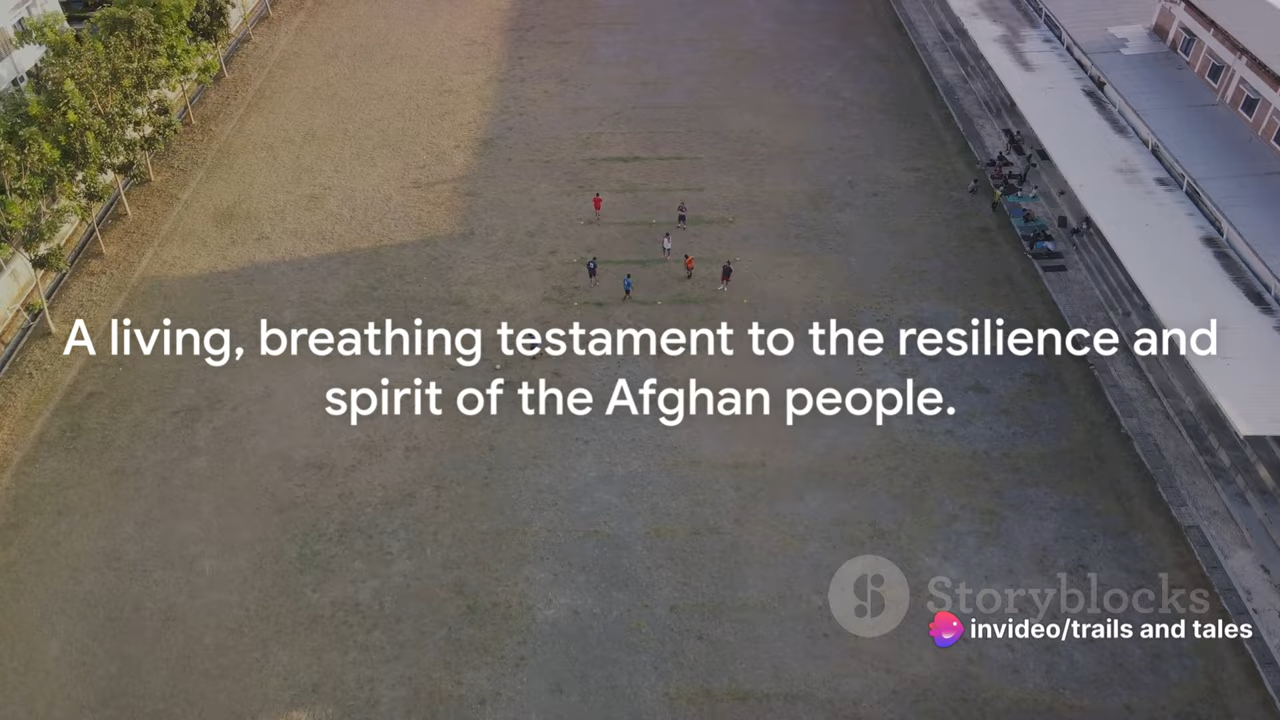 A living, breathing testament to the resilience and
spirit of the Afghan people.
Storyblocks
invideo/trails and tales